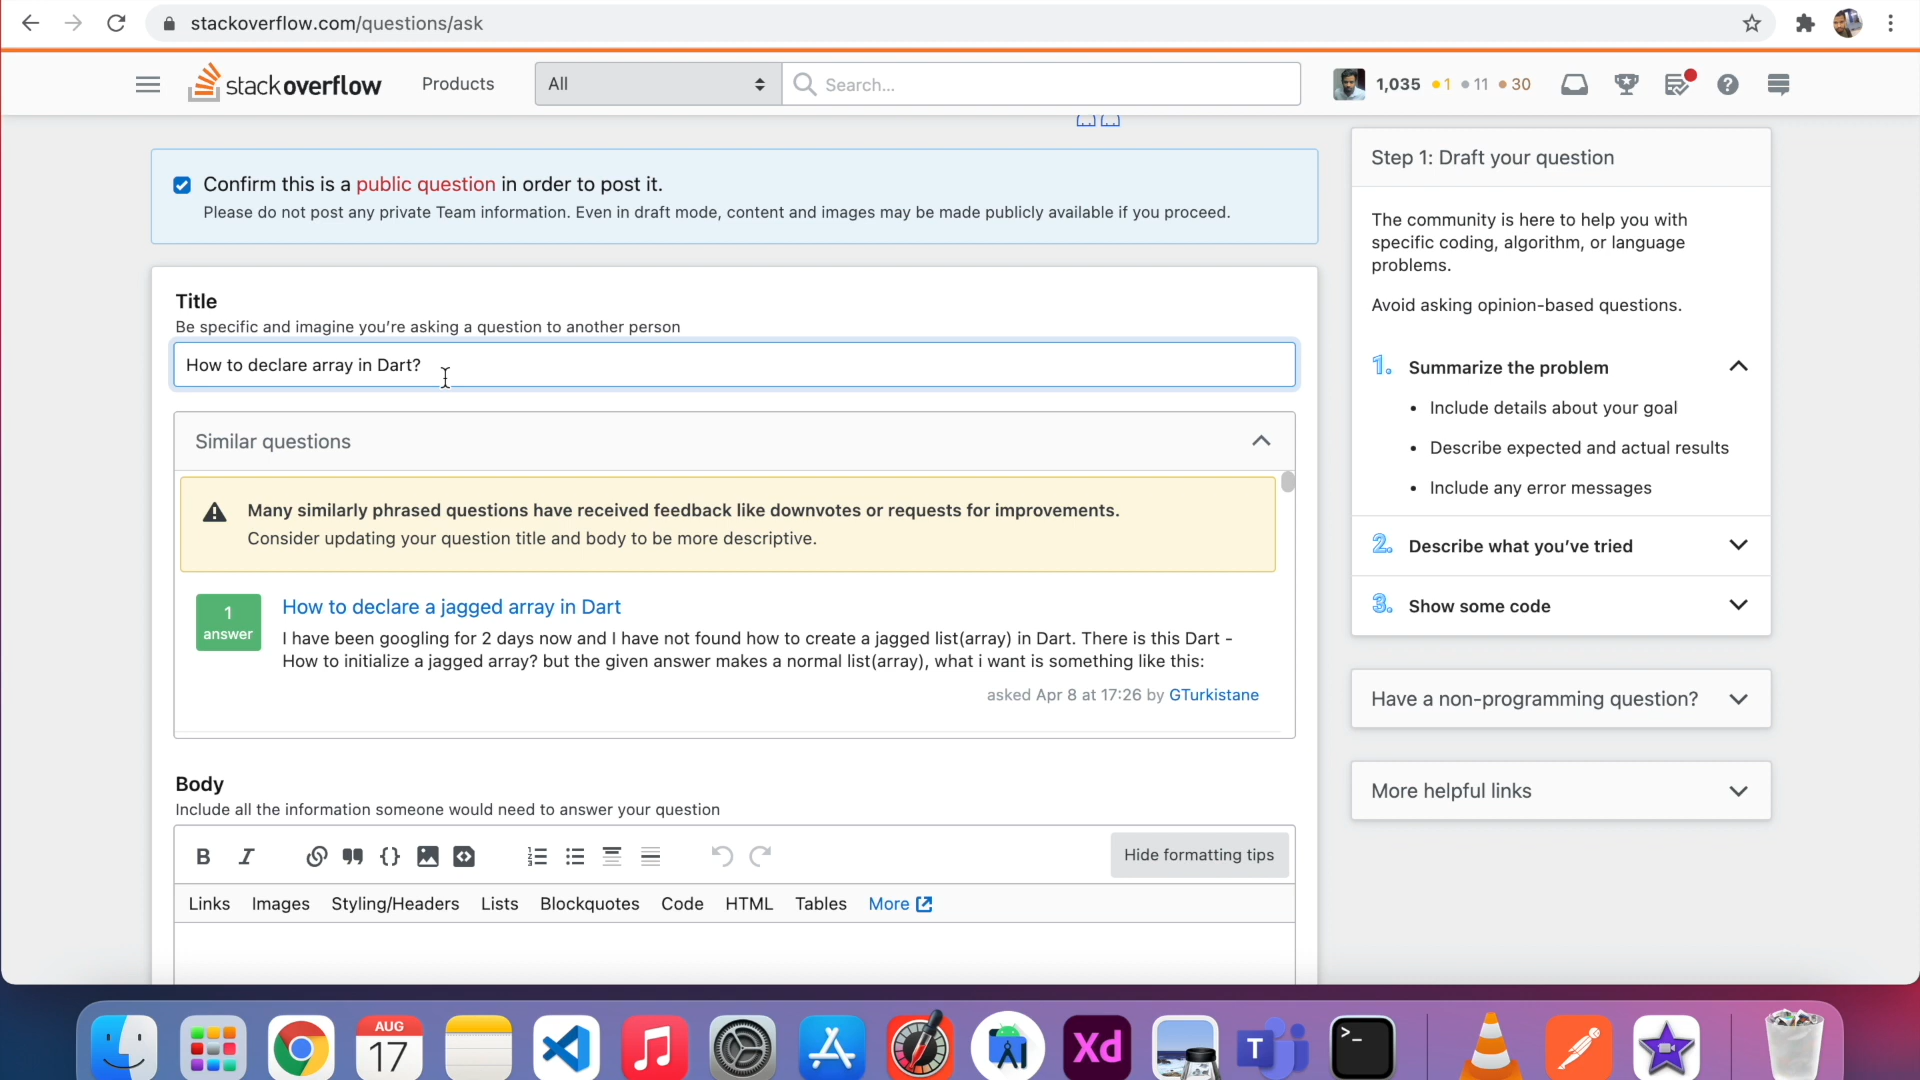 stackoverflow.com/questions/ask
stackoverflow
Products
All
Search...
1,035 1 11 30
Confirm this is a public question in order to post it.
Please do not post any private Team information. Even in draft mode, content and images may be made publicly available if you proceed.
Title
Be specific and imagine you're asking a question to another person
How to declare array in Dart?
Similar questions
Many similarly phrased questions have received feedback like downvotes or requests for improvements.
Consider updating your question title and body to be more descriptive.
1
answer
How to declare a jagged array in Dart
I have been googling for 2 days now and I have not found how to create a jagged list(array) in Dart. There is this Dart -
How to initialize a jagged array? but the given answer makes a normal list(array), what i want is something like this:
asked Apr 8 at 17:26 by GTurkistane
Body
Include all the information someone would need to answer your question
B I
Hide formatting tips
Links Images Styling/Headers Lists Blockquotes Code HTML Tables More
Step 1: Draft your question
The community is here to help you with
specific coding, algorithm, or language
problems.
Avoid asking opinion-based questions.
1. Summarize the problem
• Include details about your goal
• Describe expected and actual results
• Include any error messages
2. Describe what you've tried
3. Show some code
Have a non-programming question?
More helpful links
AUG
17
Xd
T
>_